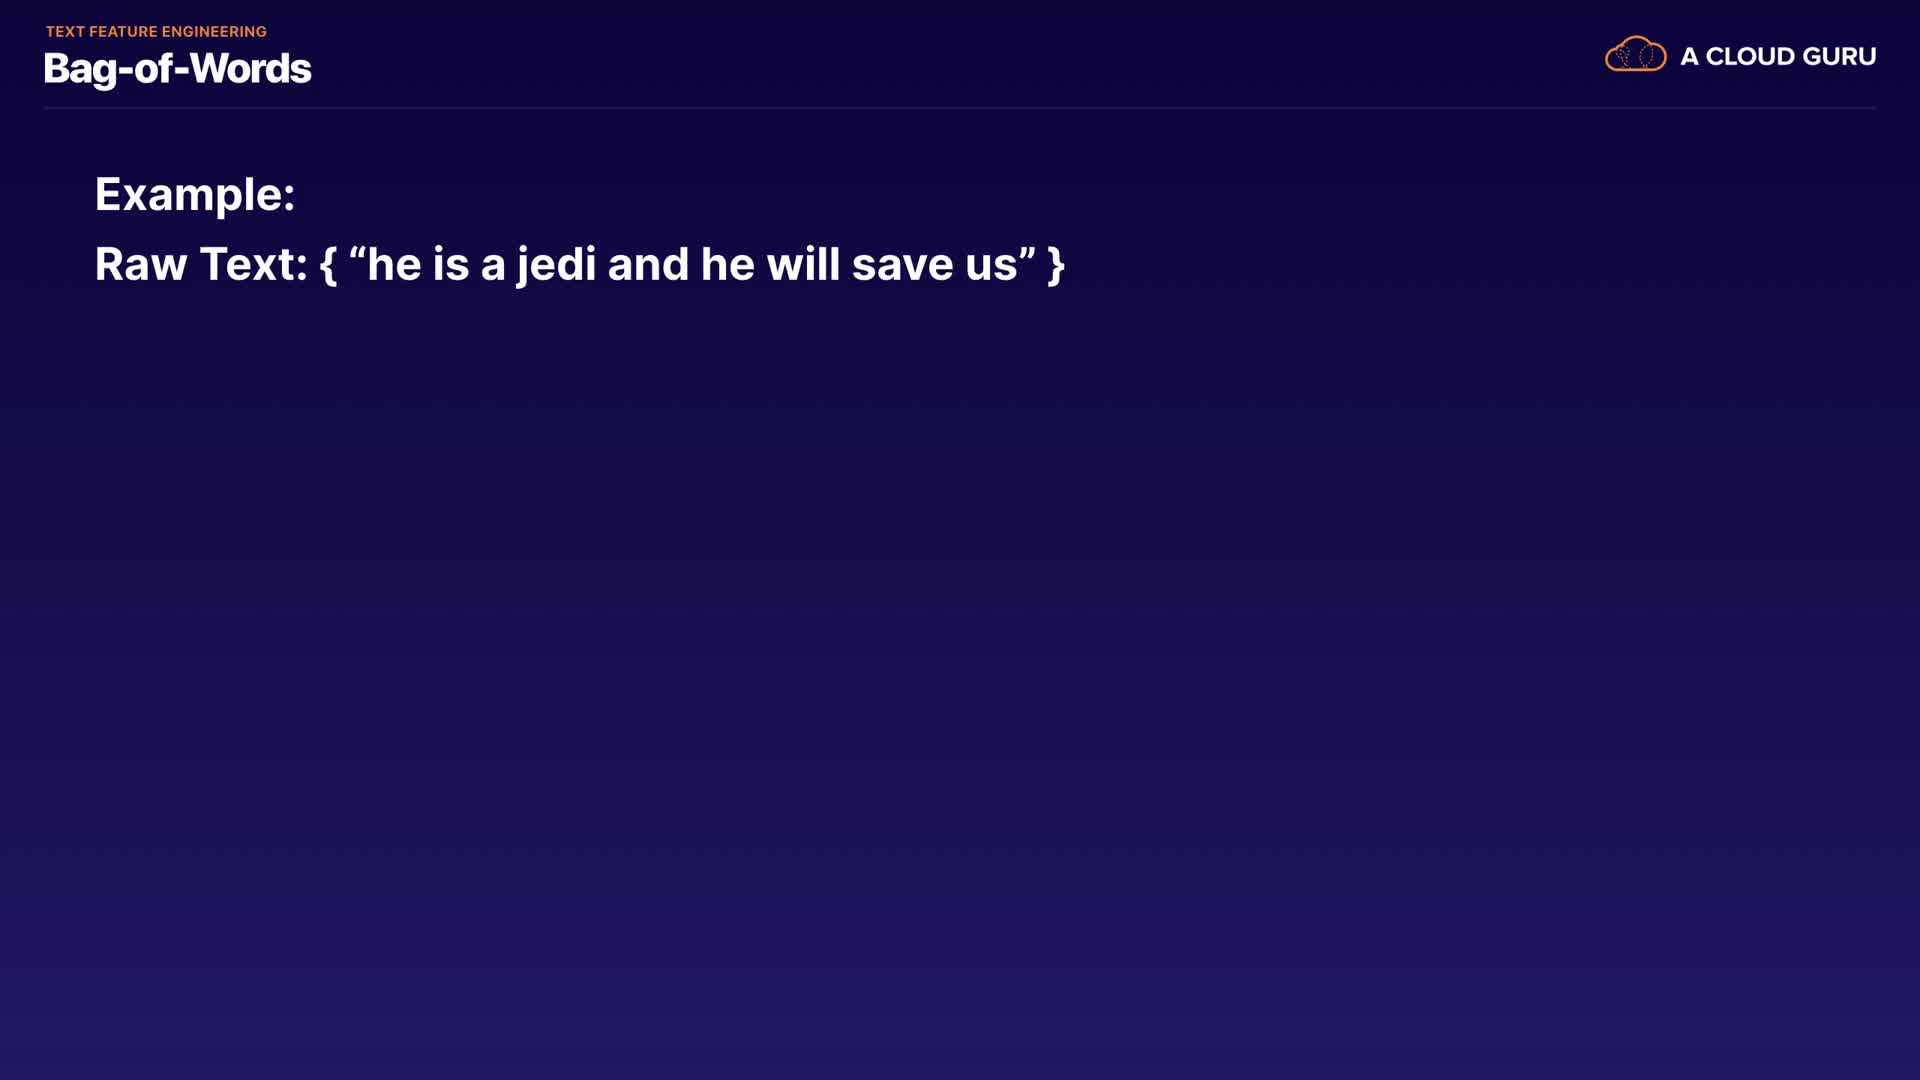 TEXT FEATURE ENGINEERING
Bag-of-Words
A CLOUD GURU
Example:
Raw Text: { “he is a jedi and he will save us” }